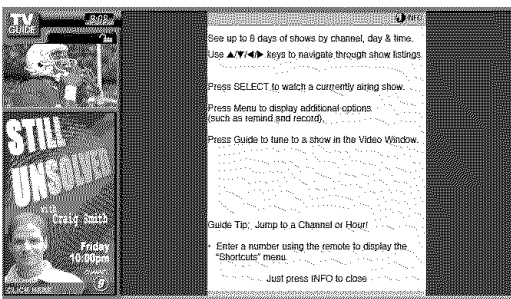 TV
GUIDE
8:02
INFO
See up to 8 days of shows by channel, day & time.
Use ▲/▼/◄/► keys to navigate through show listings
Press SELECT to watch a currently airing show.
Press Menu to display additional options
(such as remind and record).
Press Guide to tune to a show in the Video Window.
Guide Tip: Jump to a Channel or Hour!
• Enter a number using the remote to display the
"Shortcuts" menu.
Just press INFO to close
STILL
UNSOLVED
with
Craig Smith
Friday
10:00pm
9
CLICK HERE